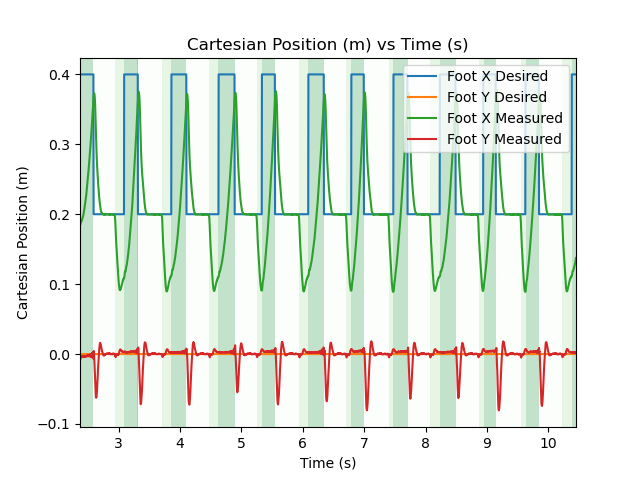 Cartesian Position (m) vs Time (s)
Foot X Desired
Foot Y Desired
Foot X Measured
Foot Y Measured
Cartesian Position (m)
0.4
0.3
0.2
0.1
0.0
−0.1
3 4 5 6 7 8 9 10
Time (s)